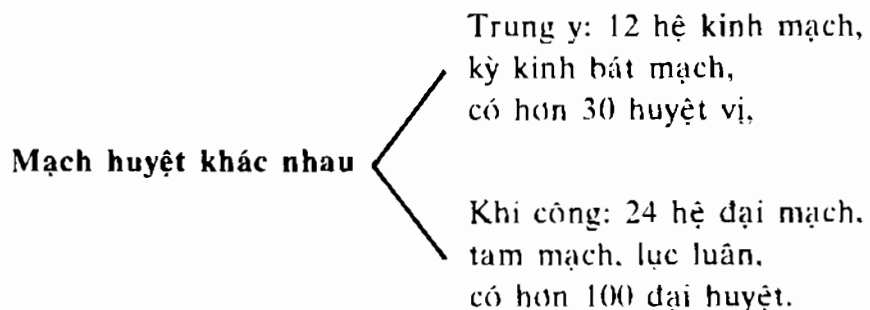 Trung y: 12 hệ kinh mạch,
kỳ kinh bát mạch,
có hơn 30 huyệt vị,
Mạch huyệt khác nhau
Khí công: 24 hệ đại mạch.
tam mạch. lục luân.
có hơn 100 đại huyệt.